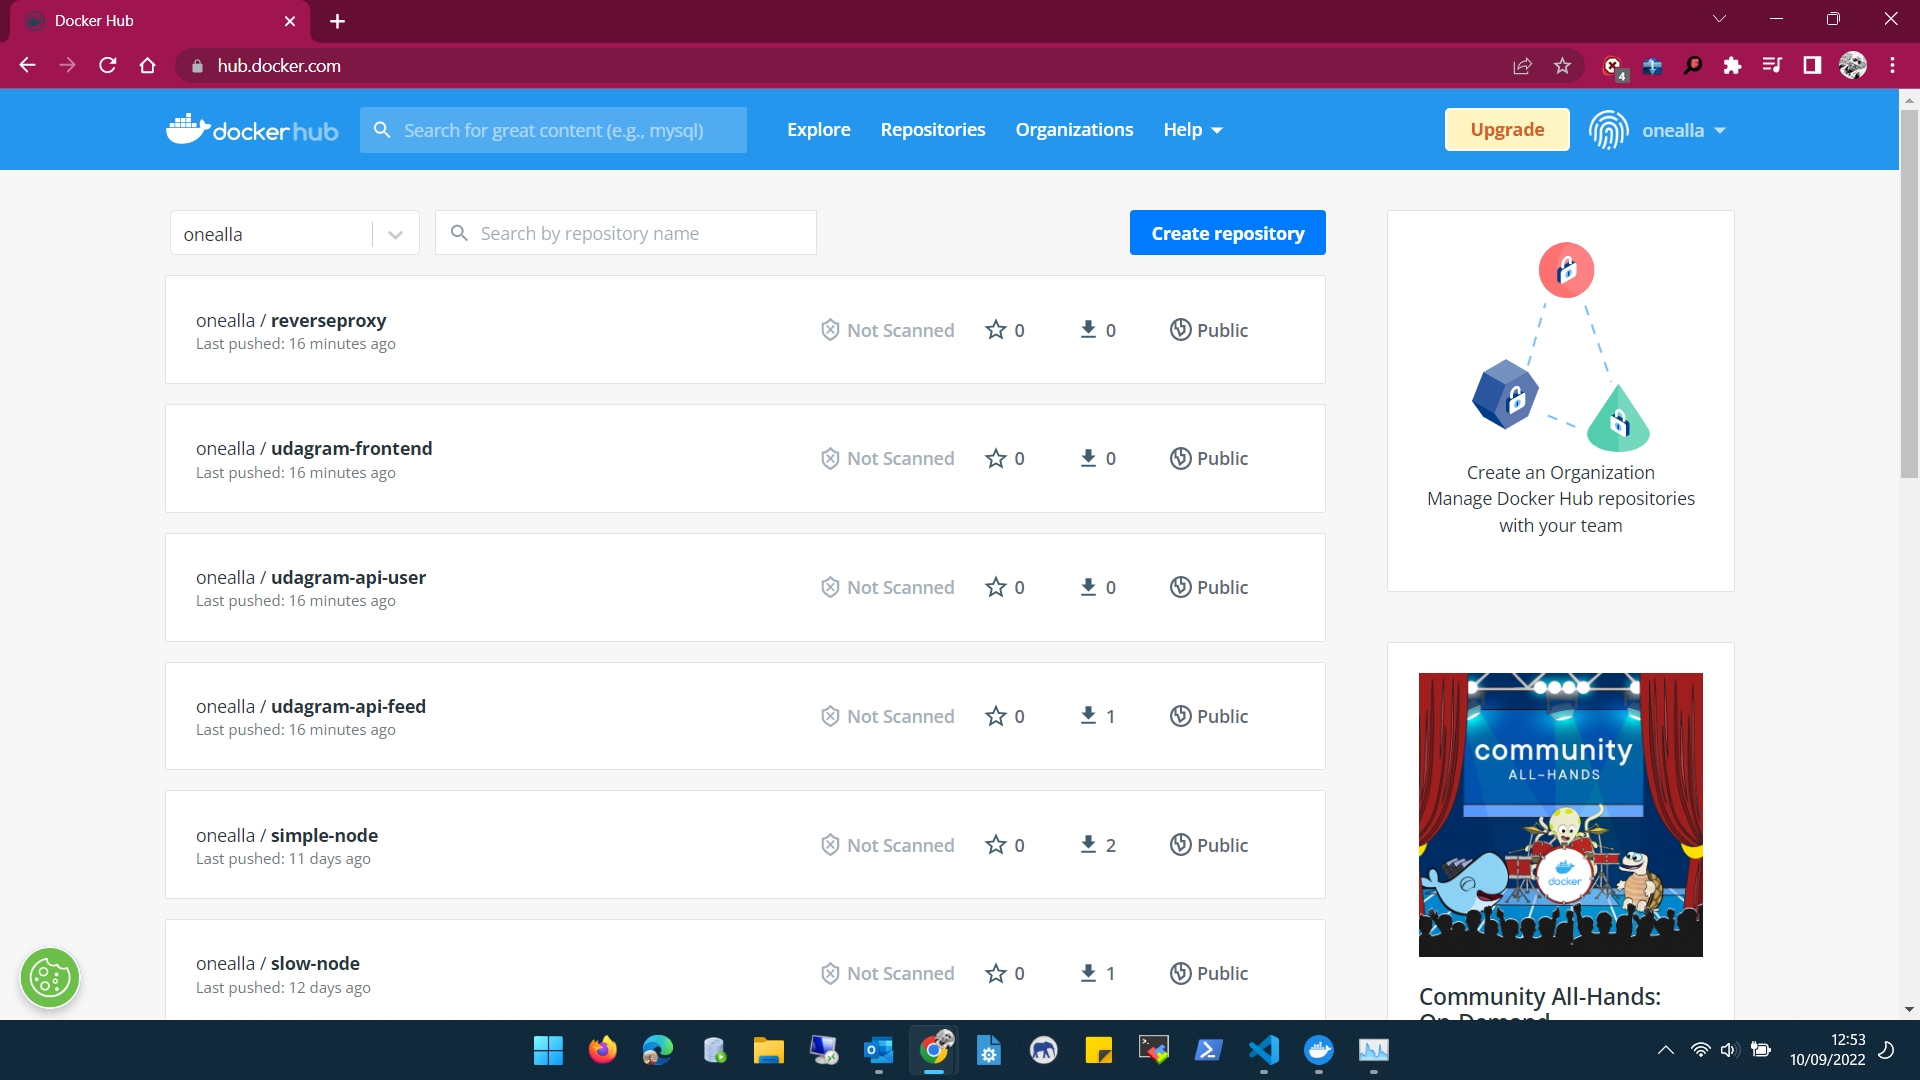 Docker Hub
hub.docker.com
4
docker hub
Search for great content (e.g., mysql)
Explore
Repositories
Organizations
Help
Upgrade
onealla
onealla
Search by repository name
Create repository
onealla / reverseproxy
Last pushed: 16 minutes ago
Not Scanned
0
0
Public
onealla / udagram-frontend
Last pushed: 16 minutes ago
Not Scanned
0
0
Public
onealla / udagram-api-user
Last pushed: 16 minutes ago
Not Scanned
0
0
Public
onealla / udagram-api-feed
Last pushed: 16 minutes ago
Not Scanned
0
1
Public
onealla / simple-node
Last pushed: 11 days ago
Not Scanned
0
2
Public
onealla / slow-node
Last pushed: 12 days ago
Not Scanned
0
1
Public
Create an Organization
Manage Docker Hub repositories
with your team
community
ALL-HANDS
docker
Community All-Hands:
On-Demand
12:53
10/09/2022